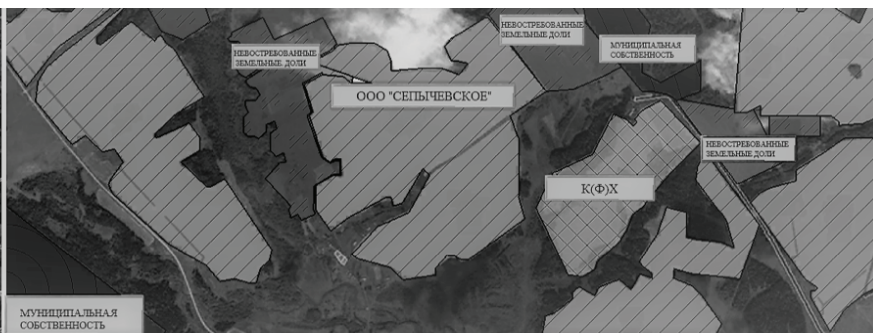 НЕВОСТРЕБОВАННЫЕ
ЗЕМЕЛЬНЫЕ ДОЛИ
НЕВОСТРЕБОВАННЫЕ
ЗЕМЕЛЬНЫЕ ДОЛИ
МУНИЦИПАЛЬНАЯ
СОБСТВЕННОСТЬ
ООО "СЕПЫЧЕВСКОЕ"
НЕВОСТРЕБОВАННЫЕ
ЗЕМЕЛЬНЫЕ ДОЛИ
К(Ф)Х
МУНИЦИПАЛЬНАЯ
СОБСТВЕННОСТЬ